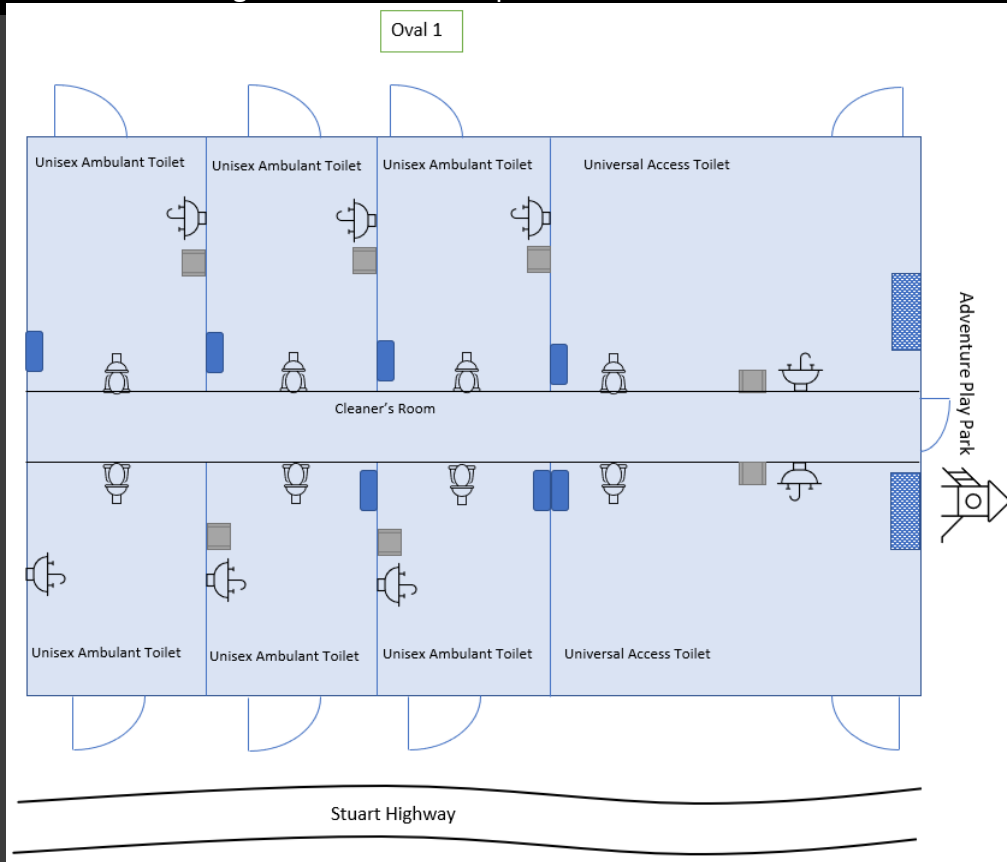 Oval 1
Unisex Ambulant Toilet
Unisex Ambulant Toilet
Unisex Ambulant Toilet
Universal Access Toilet
Adventure Play Park
Cleaner's Room
Unisex Ambulant Toilet
Unisex Ambulant Toilet
Unisex Ambulant Toilet
Universal Access Toilet
Stuart Highway